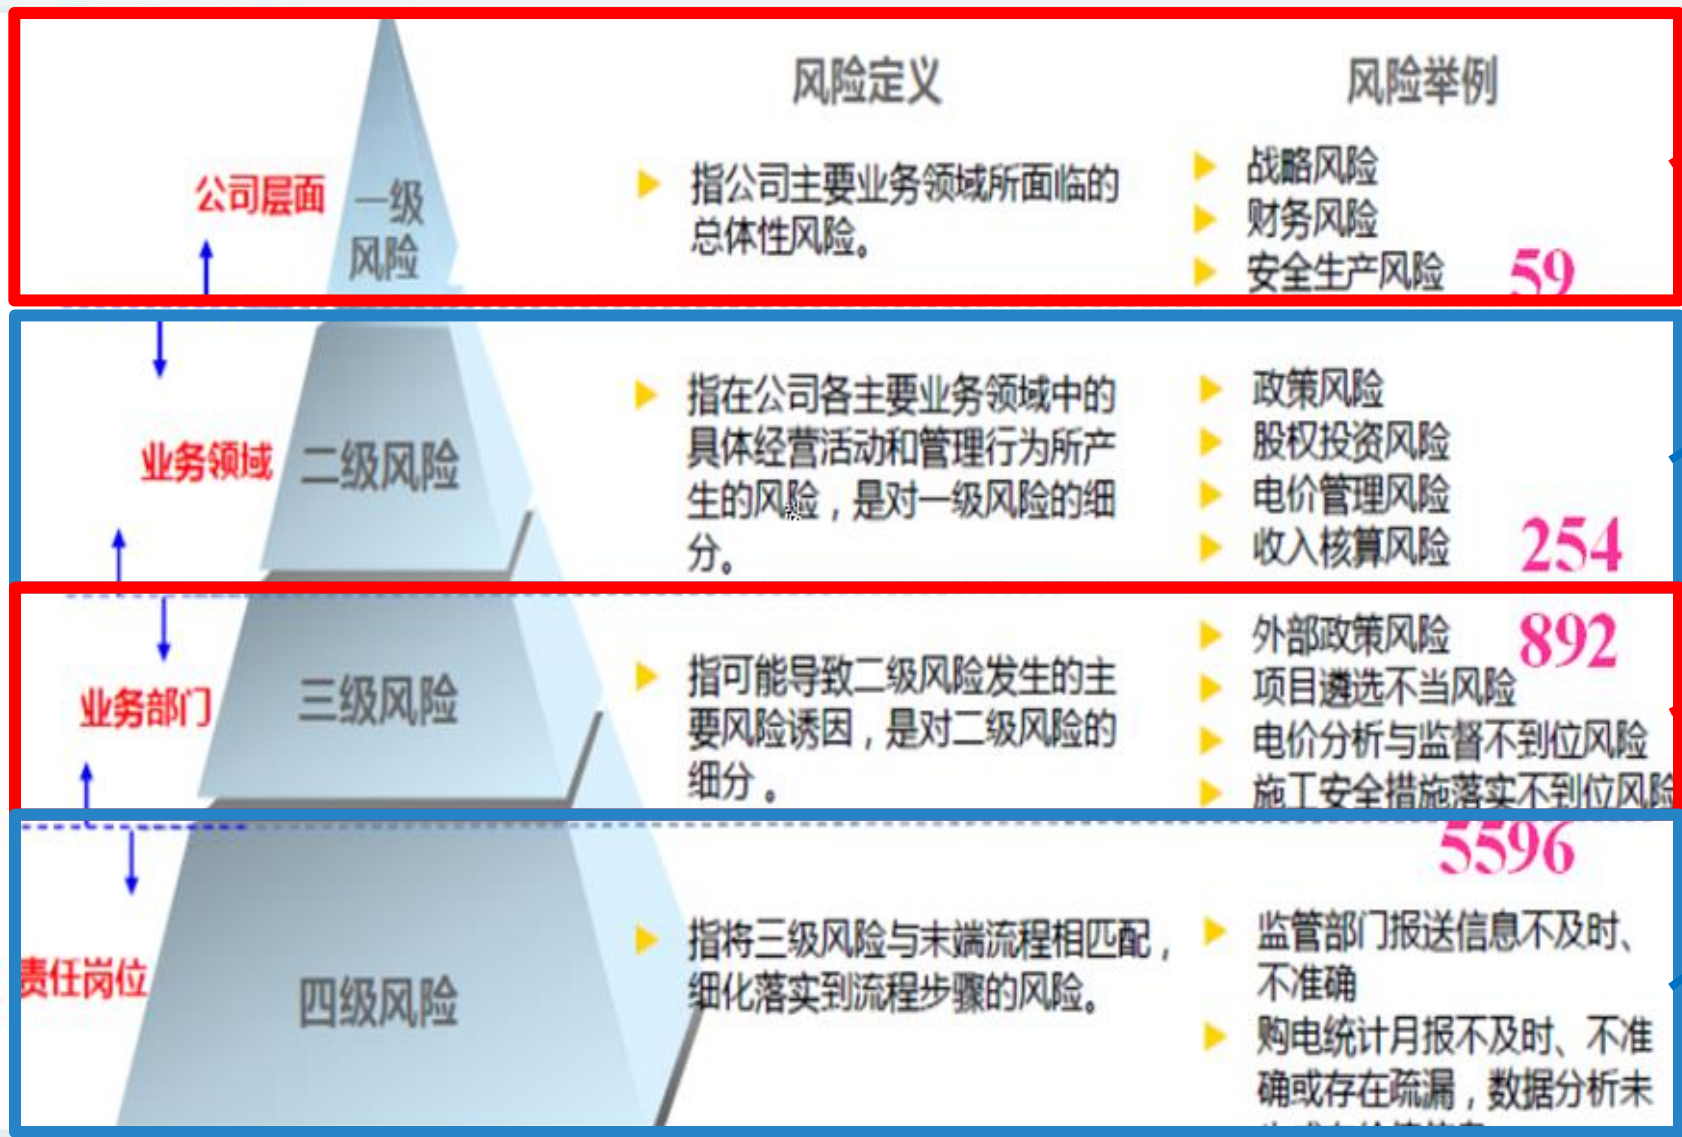 风险定义
风险举例
公司层面
一级
风险
指公司主要业务领域所面临的
总体性风险。
战略风险
财务风险
安全生产风险
59
业务领域
二级风险
指在公司各主要业务领域中的
具体经营活动和管理行为所产
生的风险，是对一级风险的细
分。
政策风险
股权投资风险
电价管理风险
收入核算风险
254
业务部门
三级风险
指可能导致二级风险发生的主
要风险诱因，是对二级风险的
细分。
外部政策风险
892
项目遴选不当风险
电价分析与监督不到位风险
施工安全措施落实不到位风险
责任岗位
四级风险
指将三级风险与末端流程相匹配，
细化落实到流程步骤的风险。
5596
监管部门报送信息不及时、
不准确
购电统计月报不及时、不准
确或存在疏漏，数据分析未